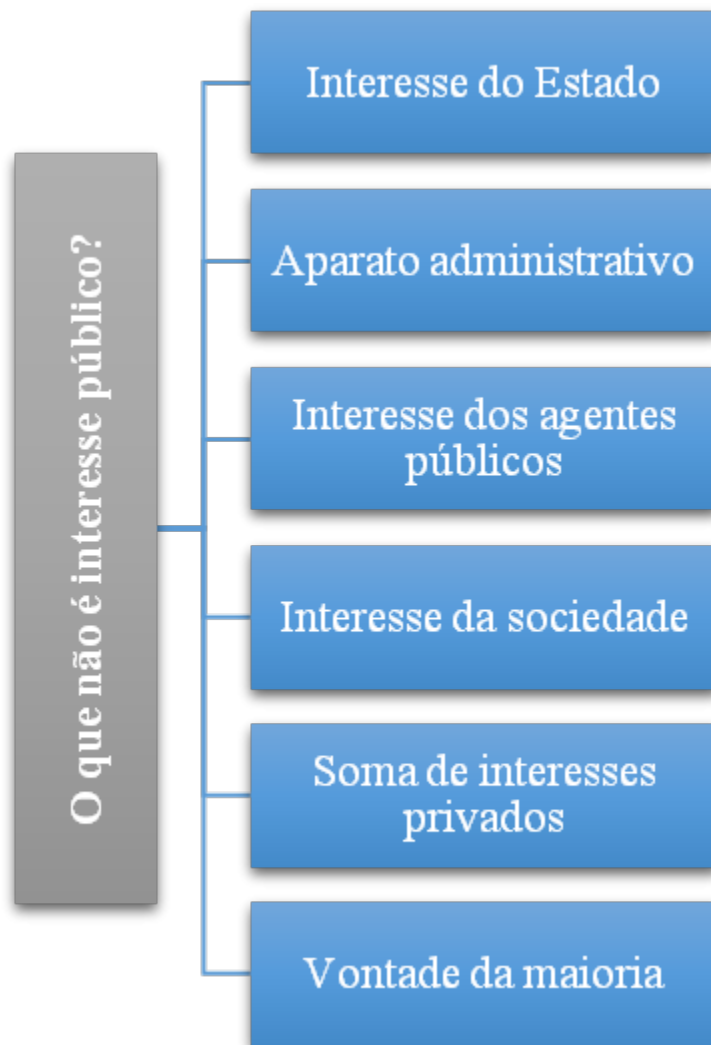 O que não é interesse público?
Interesse do Estado
Aparato administrativo
Interesse dos agentes
públicos
Interesse da sociedade
Soma de interesses
privados
Vontade da maioria